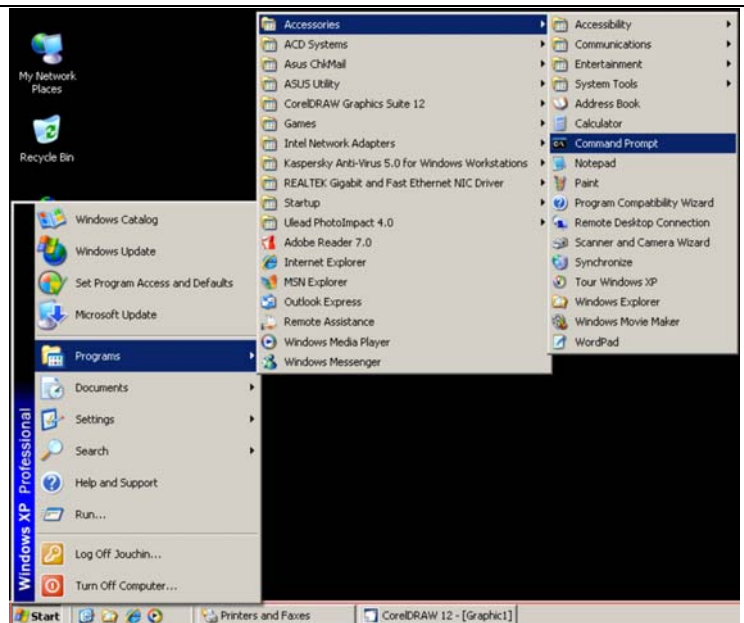 My Network
Places
Recycle Bin
Windows Catalog
Windows Update
Set Program Access and Defaults
Microsoft Update
Programs
Documents
Settings
Search
Help and Support
Run...
Log Off Jouchin...
Turn Off Computer...
Windows XP Professional
Accessories
ACD Systems
Asus ChkMail
ASUS Utility
CorelDRAW Graphics Suite 12
Games
Intel Network Adapters
Kaspersky Anti-Virus 5.0 for Windows Workstations
REALTEK Gigabit and Fast Ethernet NIC Driver
Startup
Ulead PhotoImpact 4.0
Adobe Reader 7.0
Internet Explorer
MSN Explorer
Outlook Express
Remote Assistance
Windows Media Player
Windows Messenger
Accessibility
Communications
Entertainment
System Tools
Address Book
Calculator
Command Prompt
Notepad
Paint
Program Compatibility Wizard
Remote Desktop Connection
Scanner and Camera Wizard
Synchronize
Tour Windows XP
Windows Explorer
Windows Movie Maker
WordPad
Start
Printers and Faxes
CorelDRAW 12 - [Graphic1]